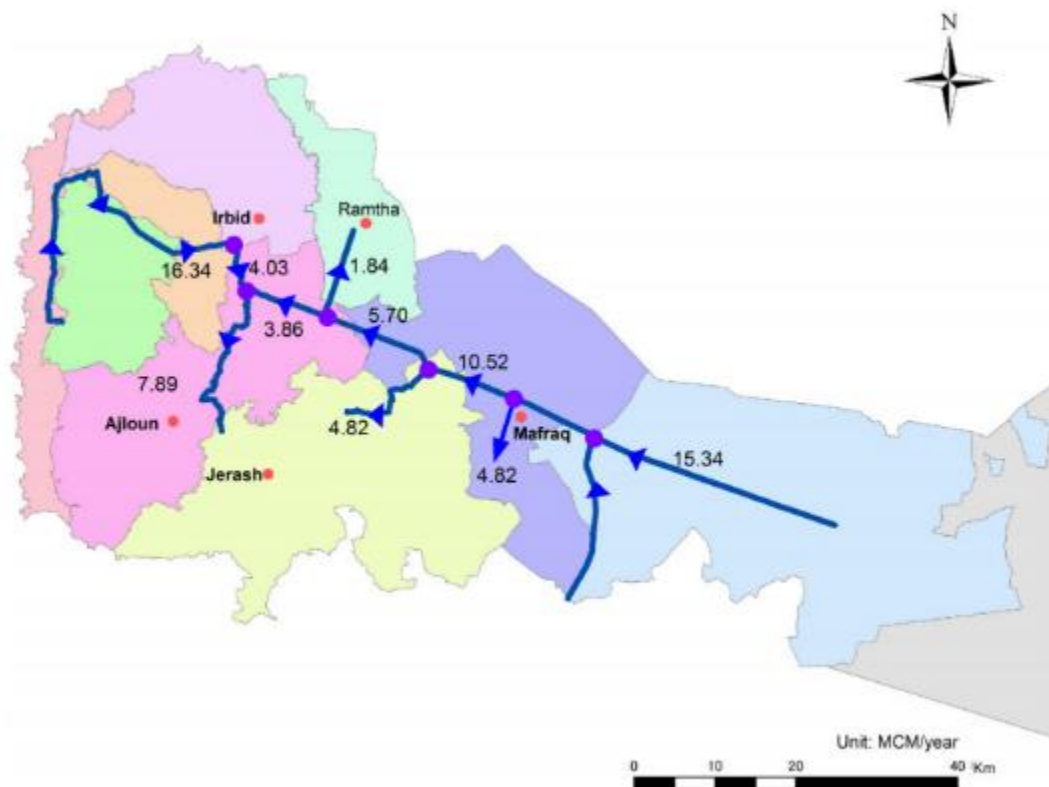 N
Irbid
Ramtha
16.34
4.03
1.84
3.86
5.70
10.52
7.89
Ajloun
4.82
Mafraq
15.34
Jerash
4.82
Unit: MCM/year
0 10 20 40 Km